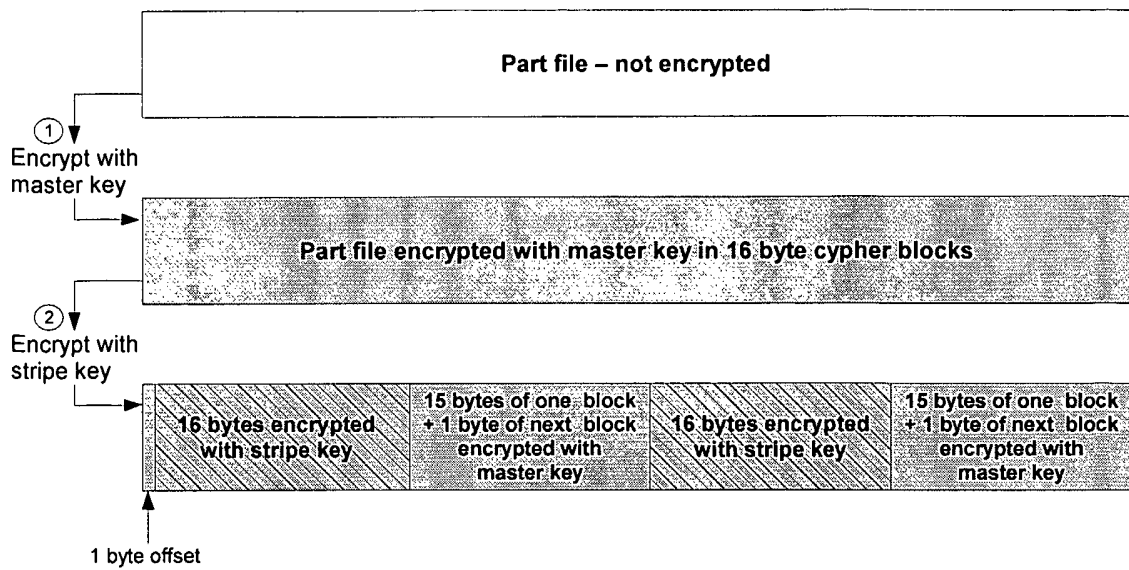 Part file – not encrypted
1
Encrypt with
master key
Part file encrypted with master key in 16 byte cypher blocks
2
Encrypt with
stripe key
16 bytes encrypted
with stripe key
15 bytes of one block
+ 1 byte of next block
encrypted with
master key
16 bytes encrypted
with stripe key
15 bytes of one block
+ 1 byte of next block
encrypted with
master key
1 byte offset